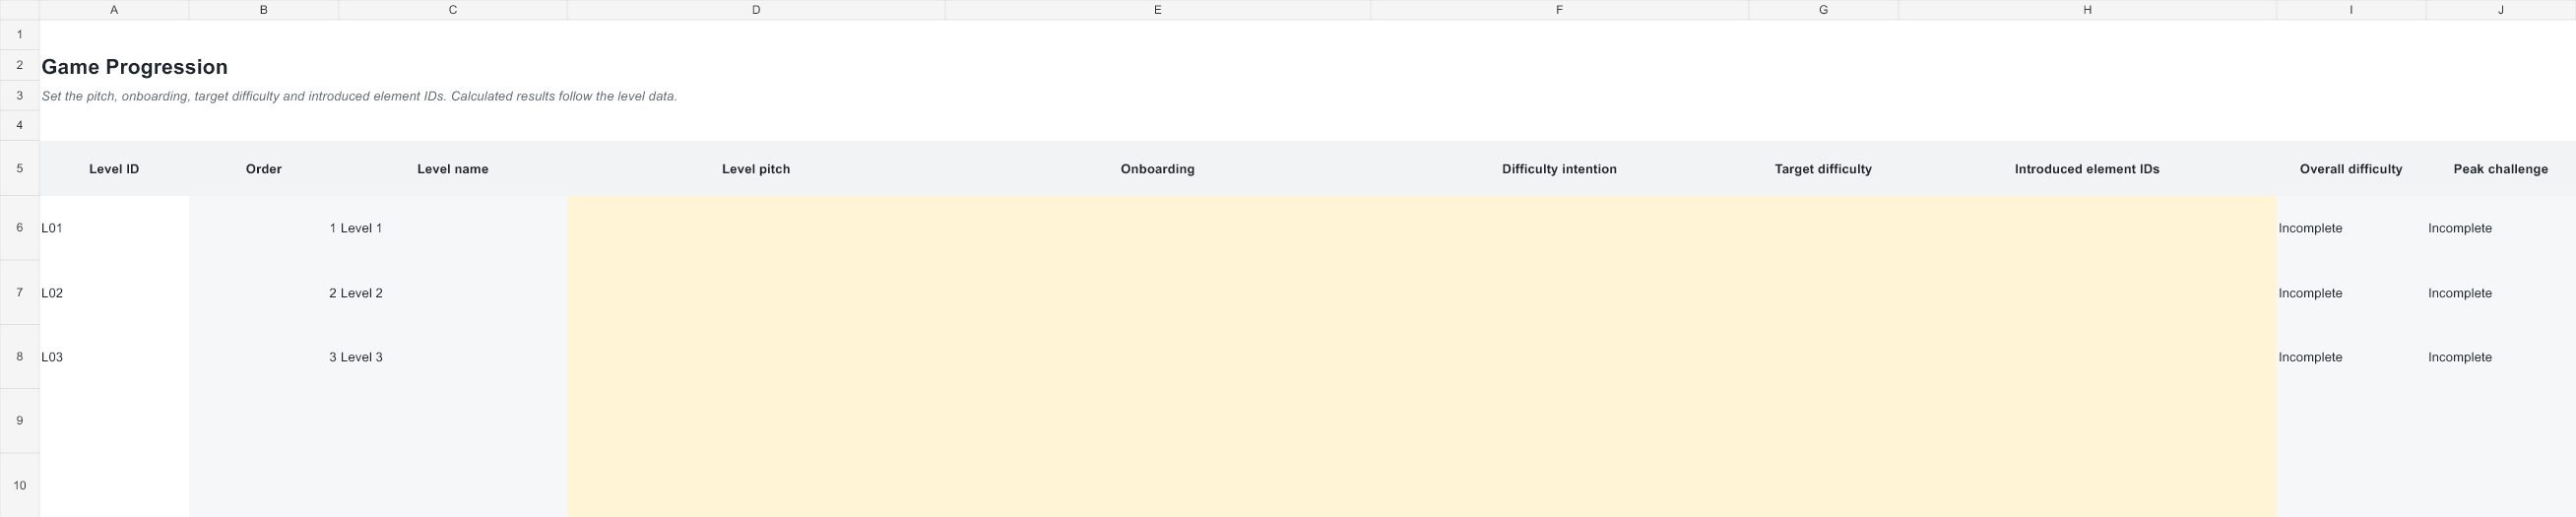 A B C D E F G H I J
1
2 Game Progression
3 Set the pitch, onboarding, target difficulty and introduced element IDs. Calculated results follow the level data.
4
5 Level ID Order Level name Level pitch Onboarding Difficulty intention Target difficulty Introduced element IDs Overall difficulty Peak challenge
6 L01 1 Level 1 Incomplete Incomplete
7 L02 2 Level 2 Incomplete Incomplete
8 L03 3 Level 3 Incomplete Incomplete
9
10